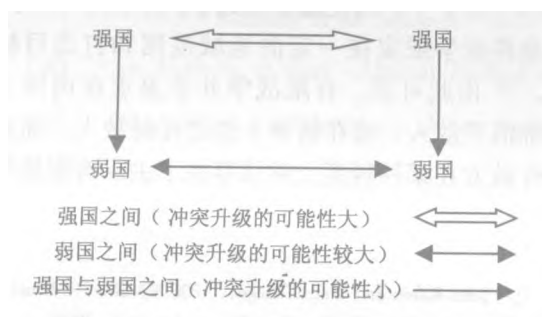 强国 强国
弱国 弱国
强国之间（冲突升级的可能性大）
弱国之间（冲突升级的可能性较大）
强国与弱国之间（冲突升级的可能性小）